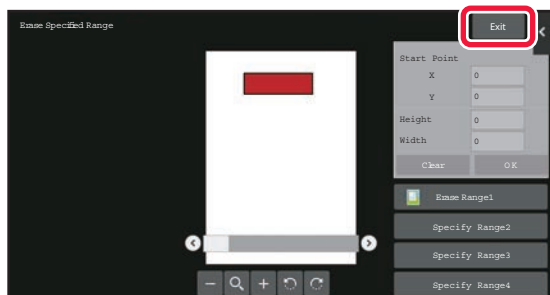 Erase Specified Range
Exit
Start Point
X 0
Y 0
Height 0
Width 0
Clear OK
Erase Range1
Specify Range2
Specify Range3
Specify Range4